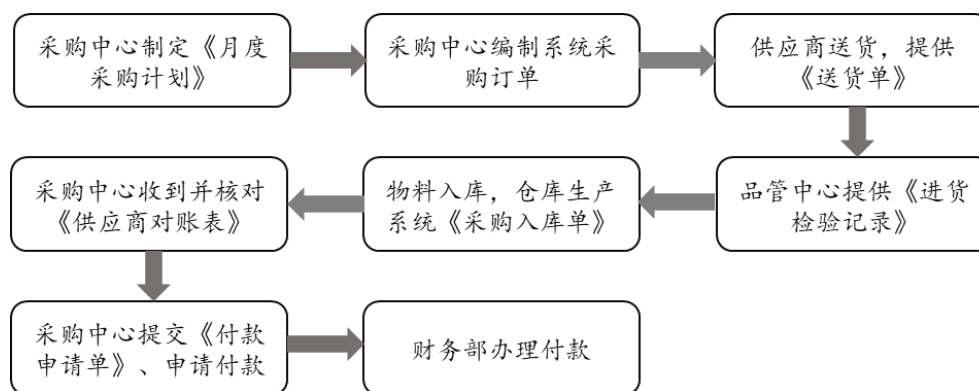 采购中心制定《月度
采购计划》
采购中心编制系统采
购订单
供应商送货，提供
《送货单》
品管中心提供《进货
检验记录》
物料入库，仓库生产
系统《采购入库单》
采购中心收到并核对
《供应商对账表》
采购中心提交《付款
申请单》、申请付款
财务部办理付款